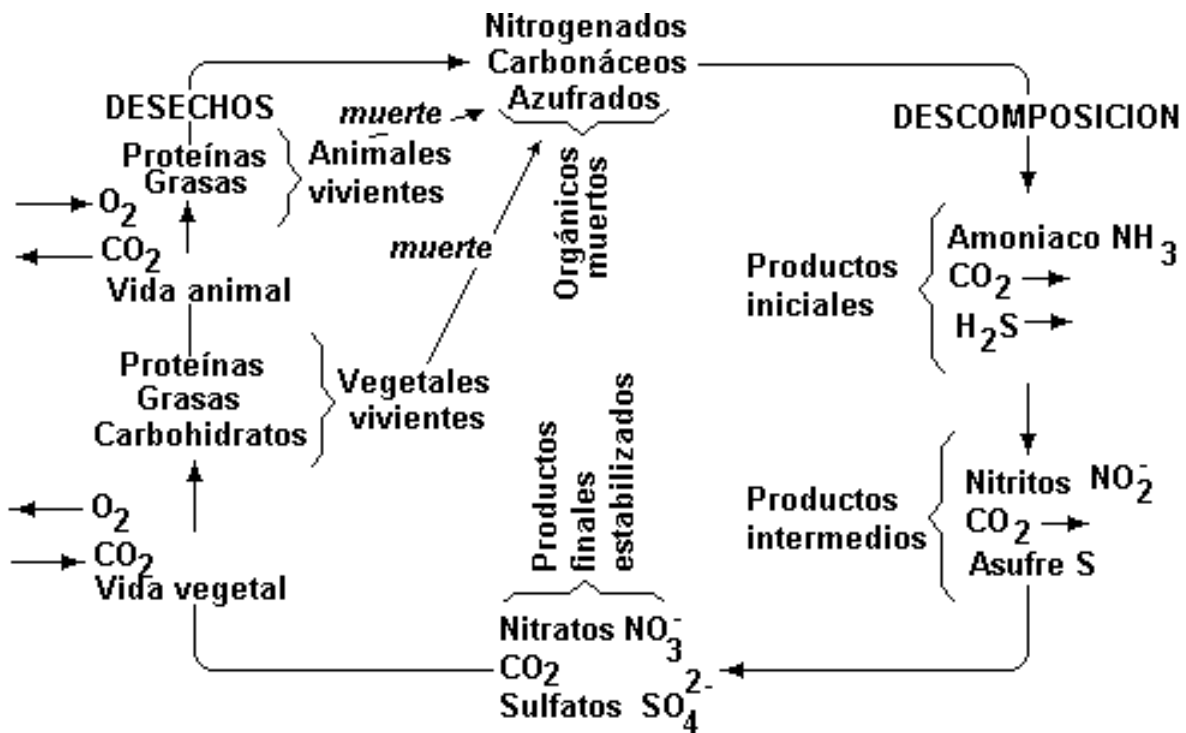 Nitrogenados
Carbonáceos
Azufrados
Orgánicos
muertos
DESECHOS
muerte
Proteínas
Grasas
Animales
vivientes
O2
CO2
Vida animal
muerte
Proteínas
Grasas
Carbohidratos
Vegetales
vivientes
O2
CO2
Vida vegetal
DESCOMPOSICION
Productos
iniciales
Amoniaco NH3
CO2
H2S
Productos
intermedios
Nitritos NO2-
CO2
Asufre S
Productos
finales
estabilizados
Nitratos NO3-
CO2
Sulfatos SO4 2-